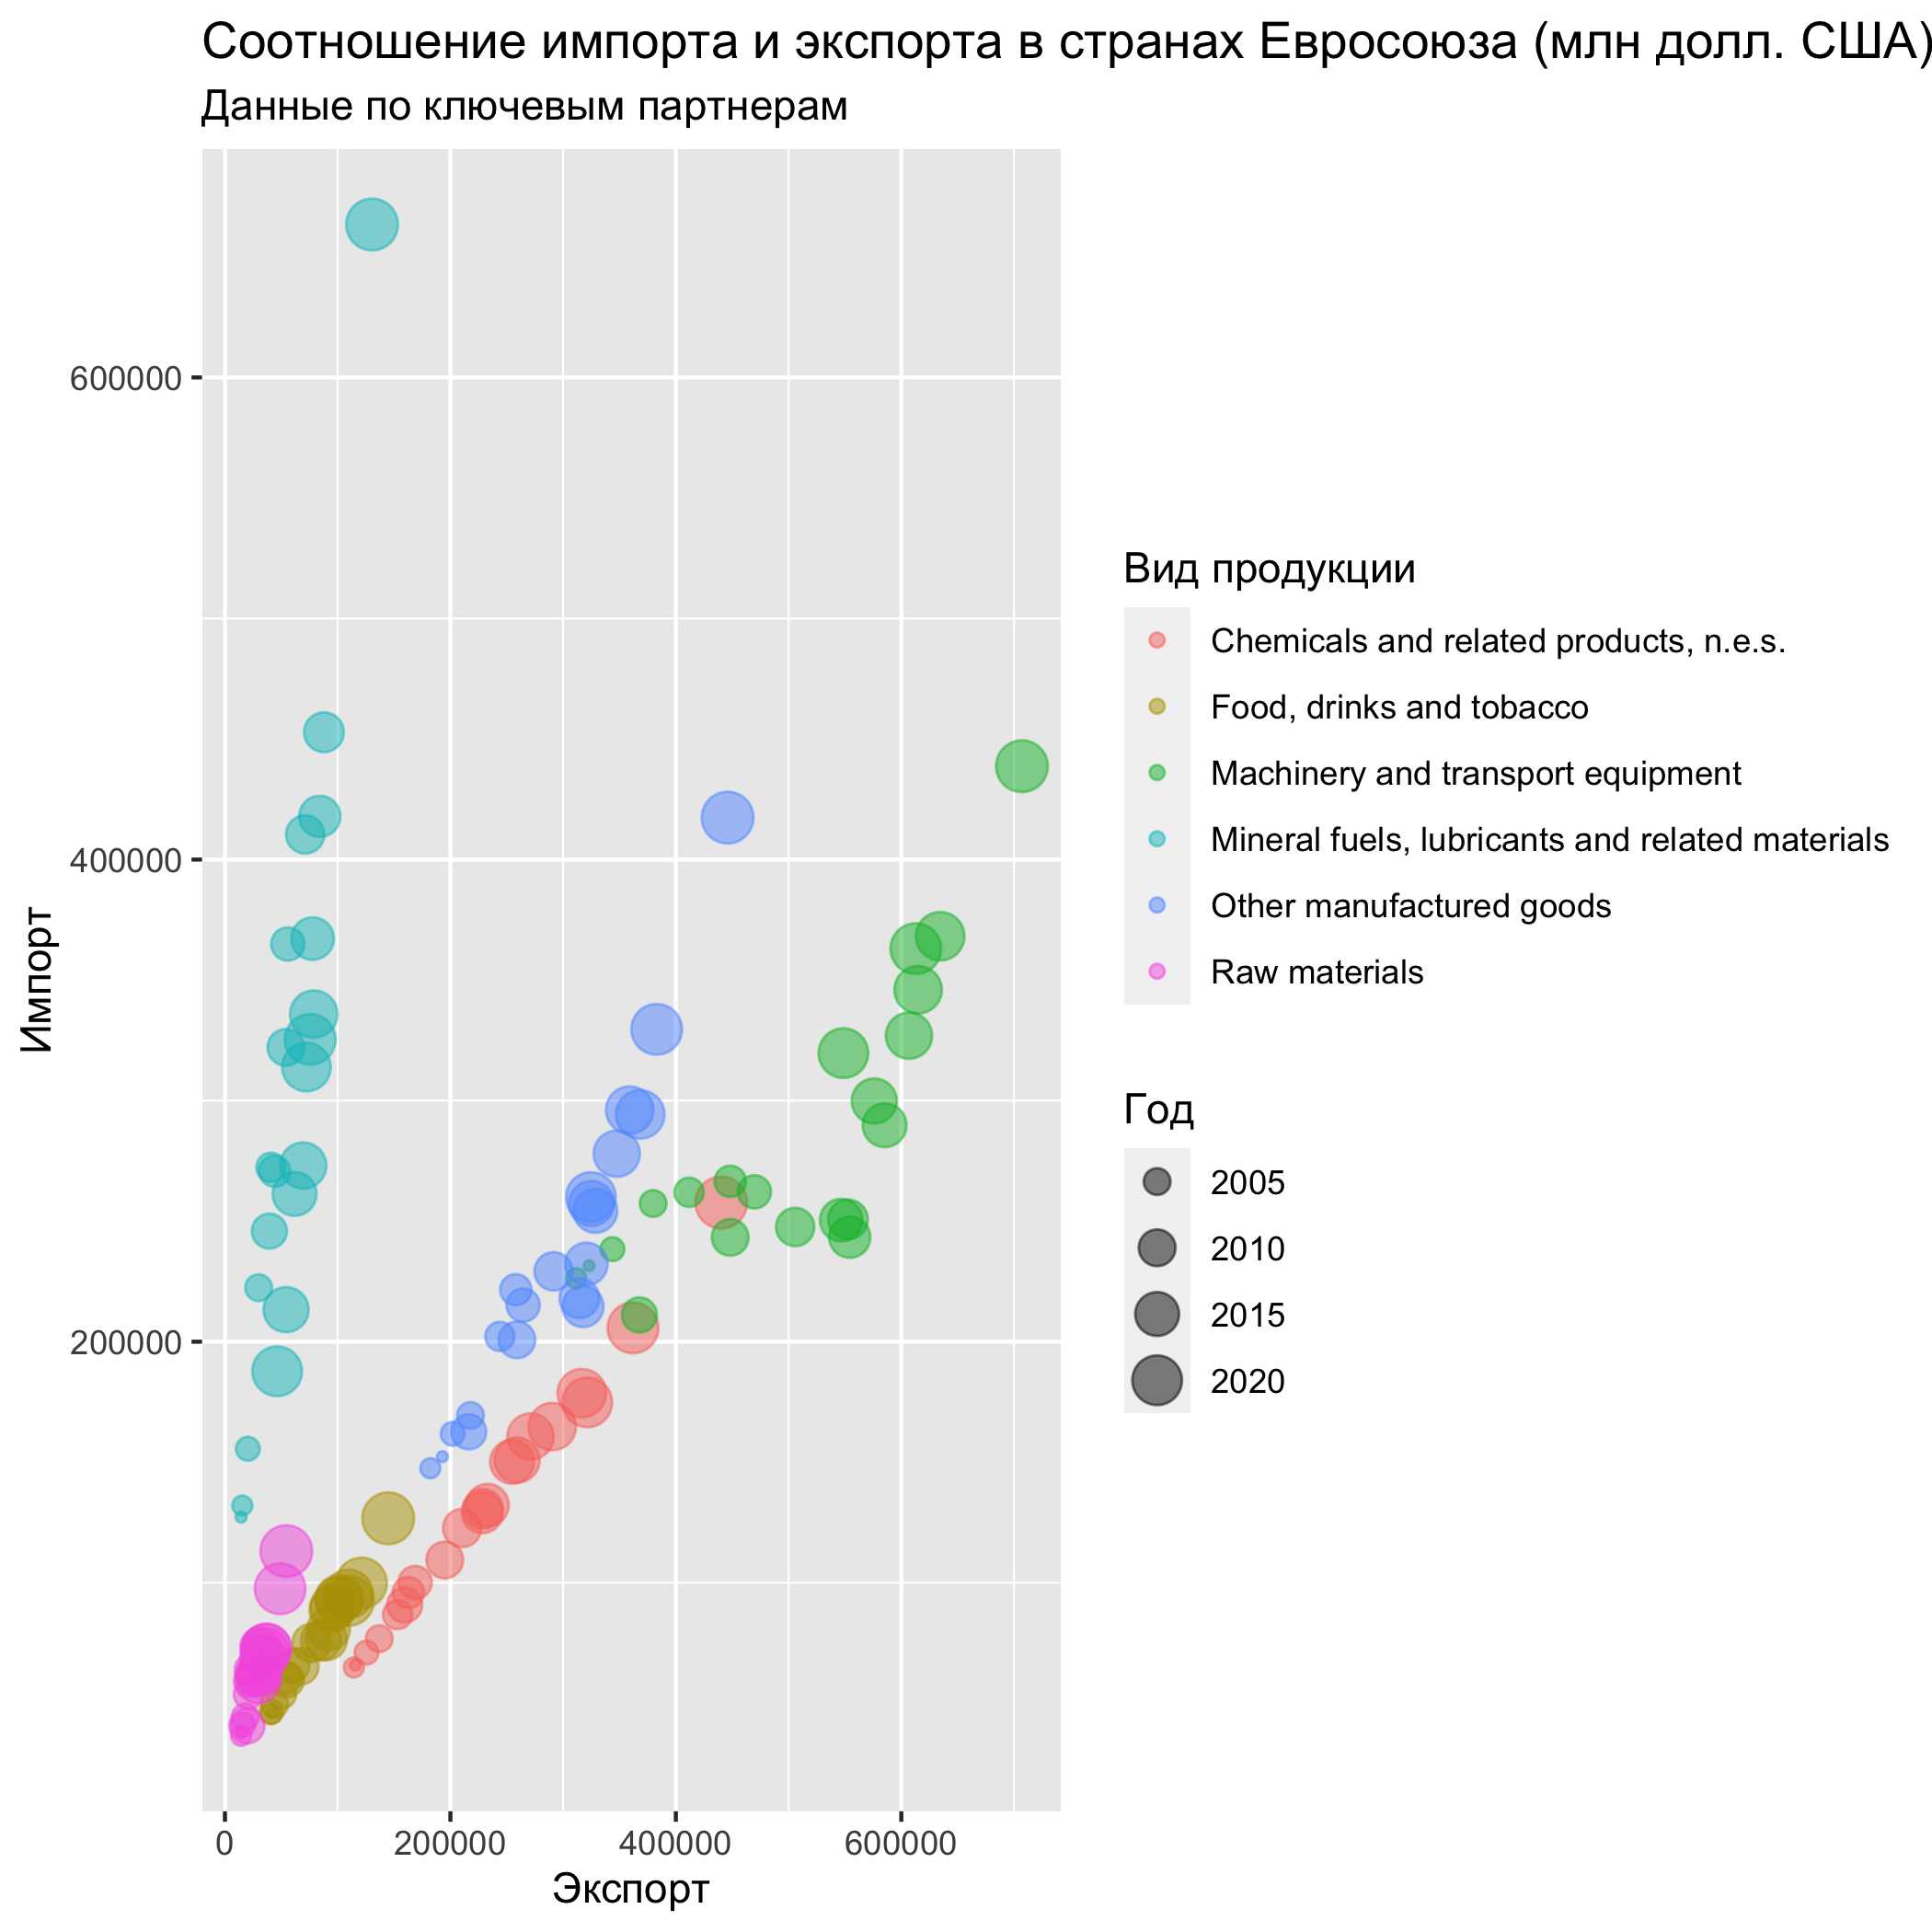 Соотношение импорта и экспорта в странах Евросоюза (млн долл. США)
Данные по ключевым партнерам
600000
400000
200000
Импорт
0
200000
400000
600000
Экспорт
Вид продукции
Chemicals and related products, n.e.s.
Food, drinks and tobacco
Machinery and transport equipment
Mineral fuels, lubricants and related materials
Other manufactured goods
Raw materials
Год
2005
2010
2015
2020